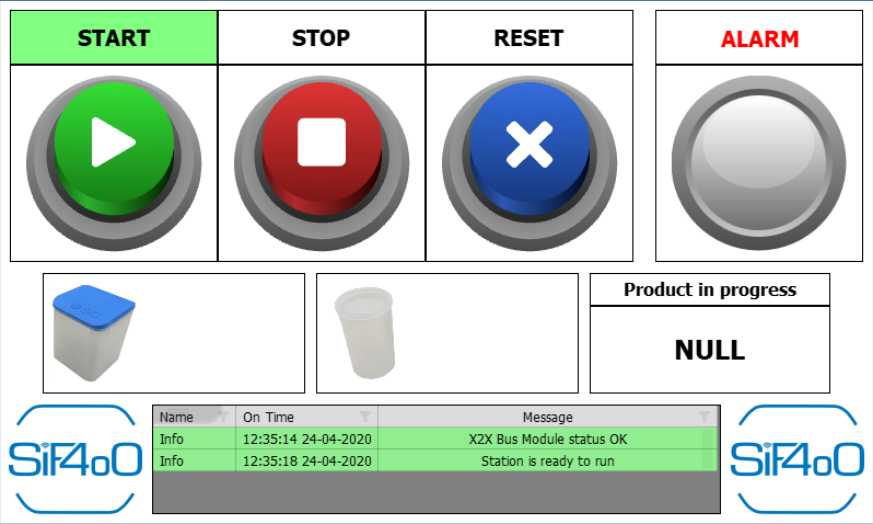 START STOP RESET ALARM
Product in progress
NULL
Name On Time Message
Info 12:35:14 24-04-2020 X2X Bus Module status OK
Info 12:35:18 24-04-2020 Station is ready to run
SiF4oO SiF4oO